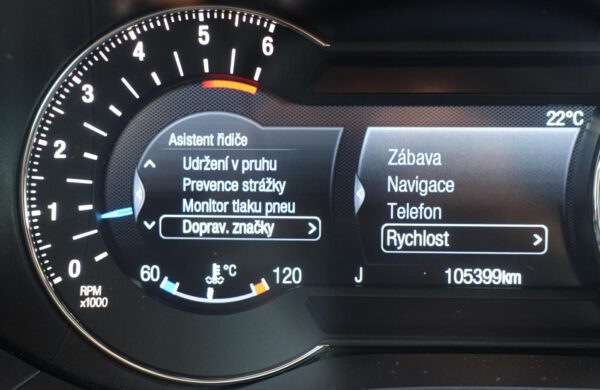 0
1
2
3
4
5
6
RPM
x1000
Asistent řidiče
Udržení v pruhu
Prevence strážky
Monitor tlaku pneu
Doprav. značky
60 °C 120
22°C
Zábava
Navigace
Telefon
Rychlost
J 105399km